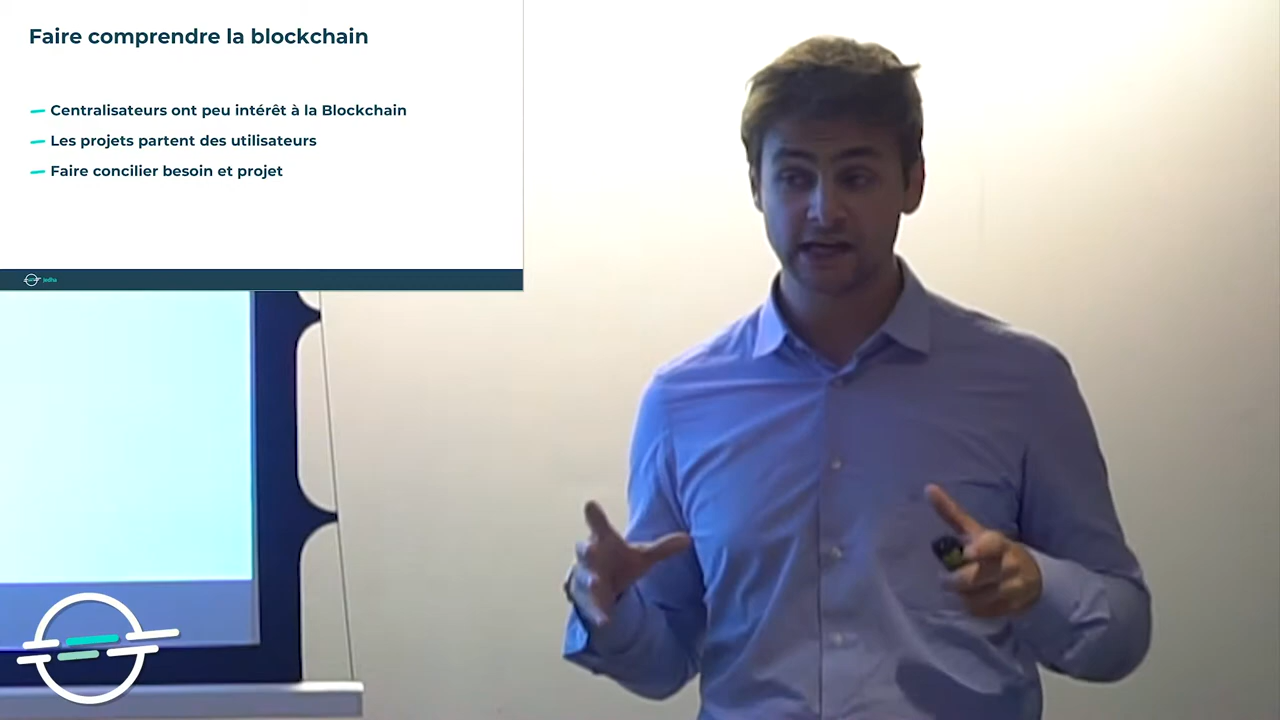 Faire comprendre la blockchain
Centralisateurs ont peu intérêt à la Blockchain
Les projets partent des utilisateurs
Faire concilier besoin et projet
jedha